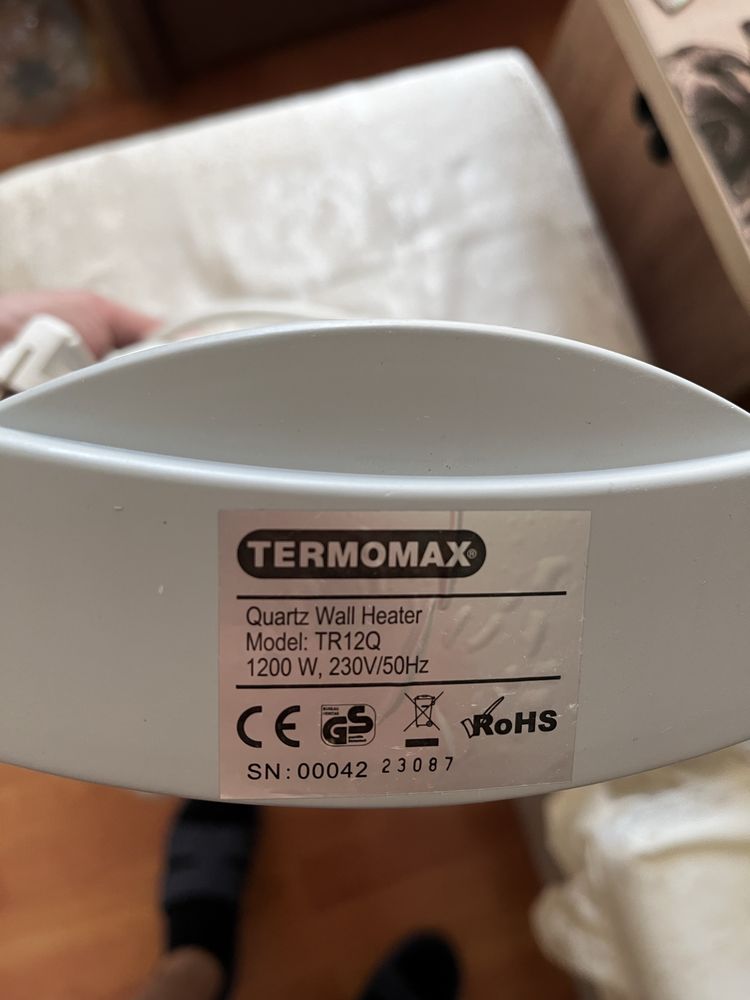 TERMOMAX®
Quartz Wall Heater
Model: TR12Q
1200 W, 230V/50Hz
CE GS RoHS
SN: 00042 23087